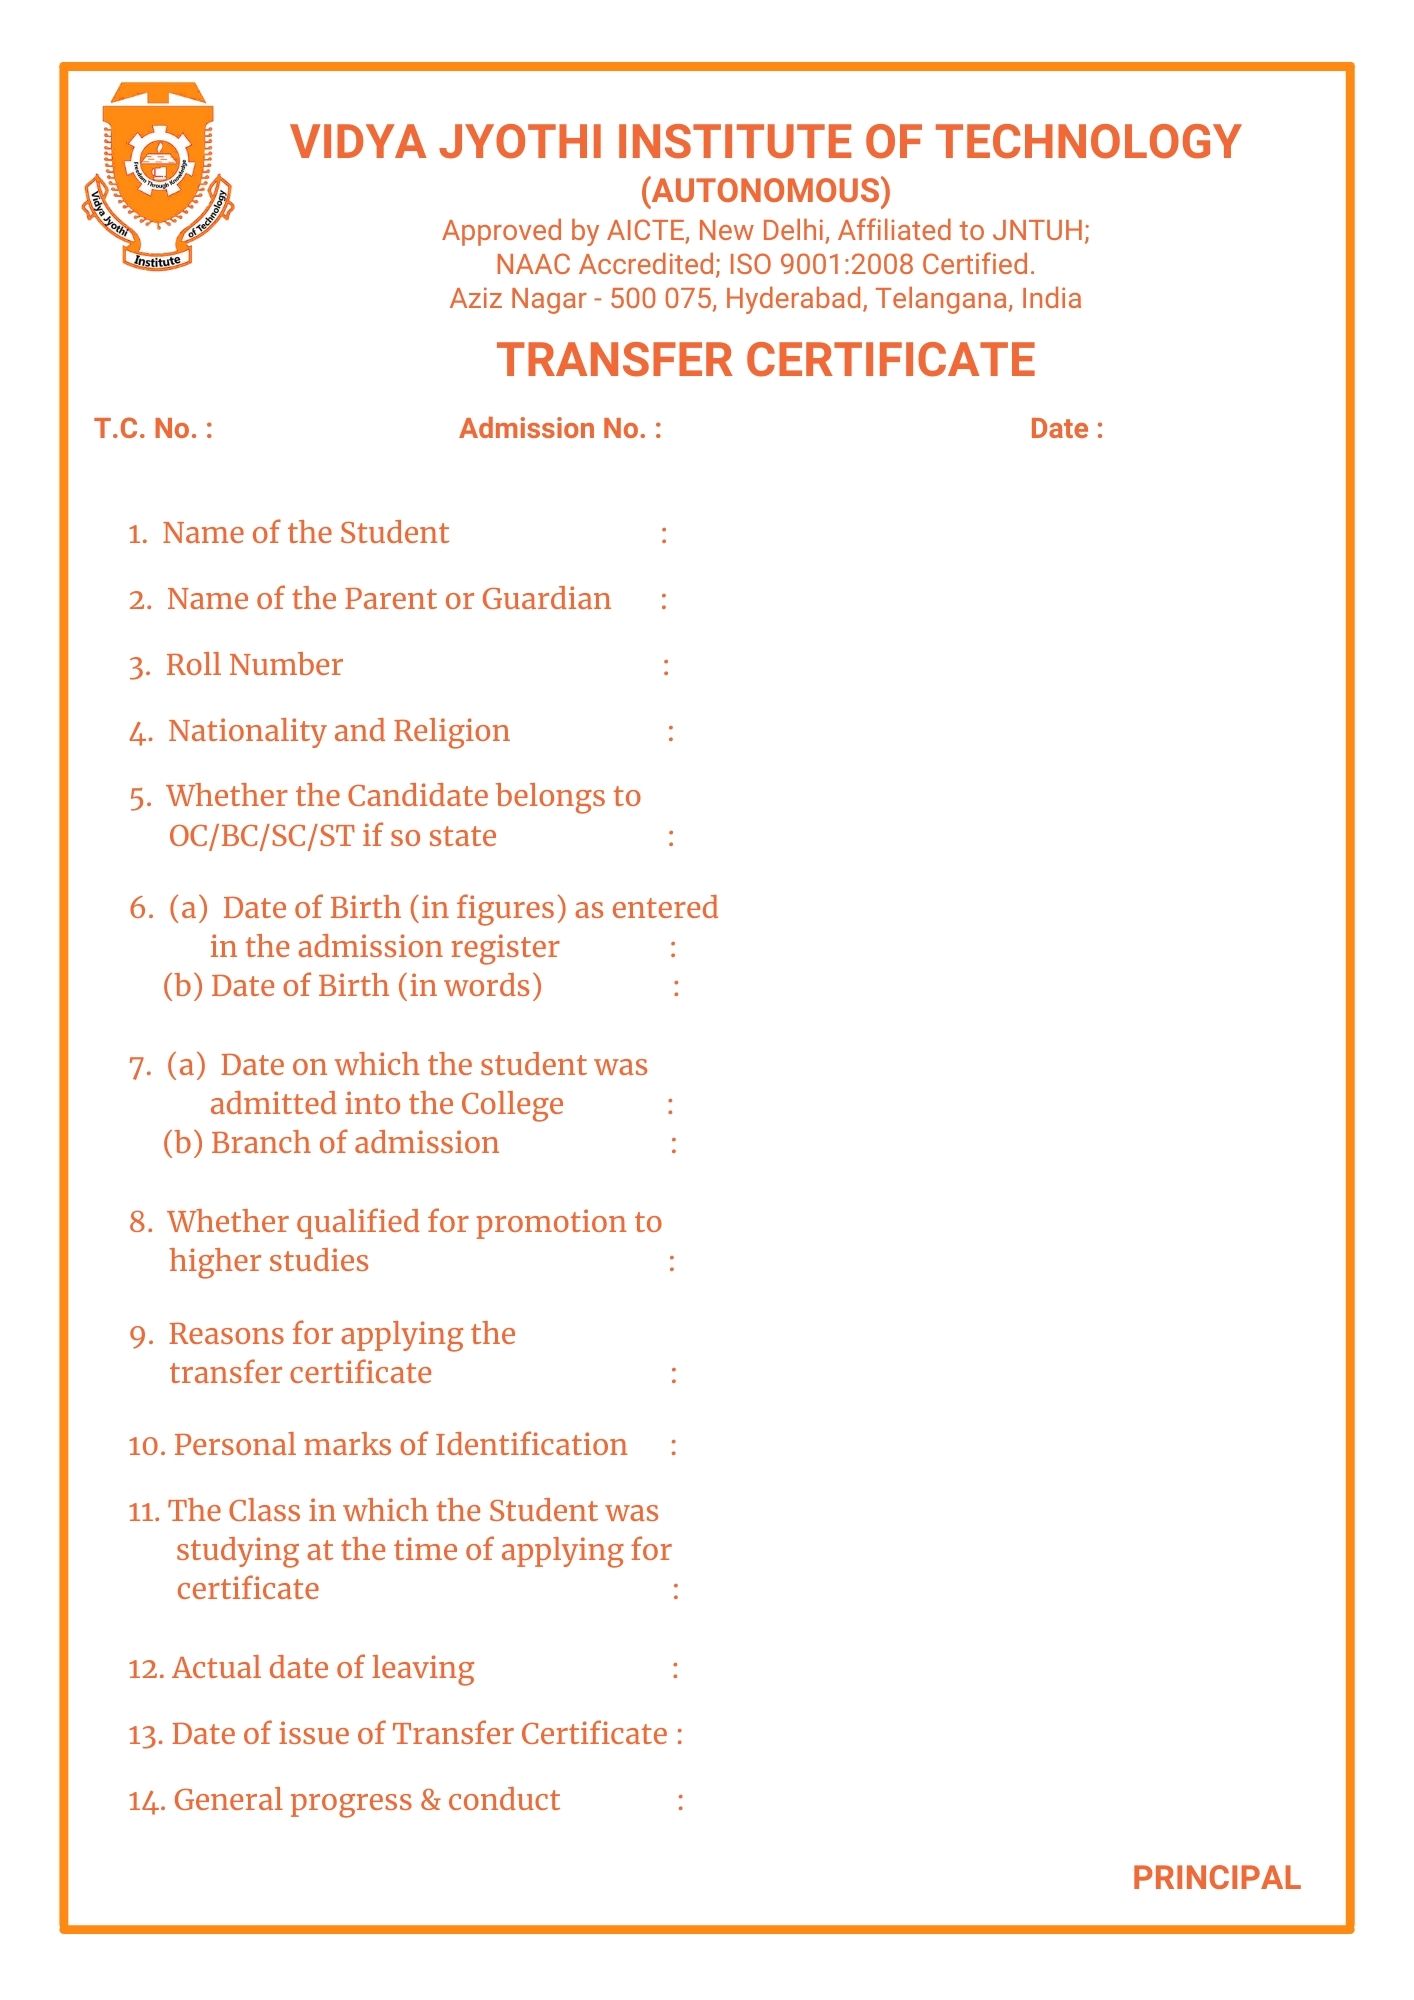 Freedom Through Knowledge
Vidya Jyothi
Institute
of Technology
VIDYA JYOTHI INSTITUTE OF TECHNOLOGY
(AUTONOMOUS)
Approved by AICTE, New Delhi, Affiliated to JNTUH;
NAAC Accredited; ISO 9001:2008 Certified.
Aziz Nagar - 500 075, Hyderabad, Telangana, India
TRANSFER CERTIFICATE
T.C. No. : Admission No. : Date :
1. Name of the Student :
2. Name of the Parent or Guardian :
3. Roll Number :
4. Nationality and Religion :
5. Whether the Candidate belongs to
OC/BC/SC/ST if so state :
6. (a) Date of Birth (in figures) as entered
in the admission register :
(b) Date of Birth (in words) :
7. (a) Date on which the student was
admitted into the College :
(b) Branch of admission :
8. Whether qualified for promotion to
higher studies :
9. Reasons for applying the
transfer certificate :
10. Personal marks of Identification :
11. The Class in which the Student was
studying at the time of applying for
certificate :
12. Actual date of leaving :
13. Date of issue of Transfer Certificate :
14. General progress & conduct :
PRINCIPAL